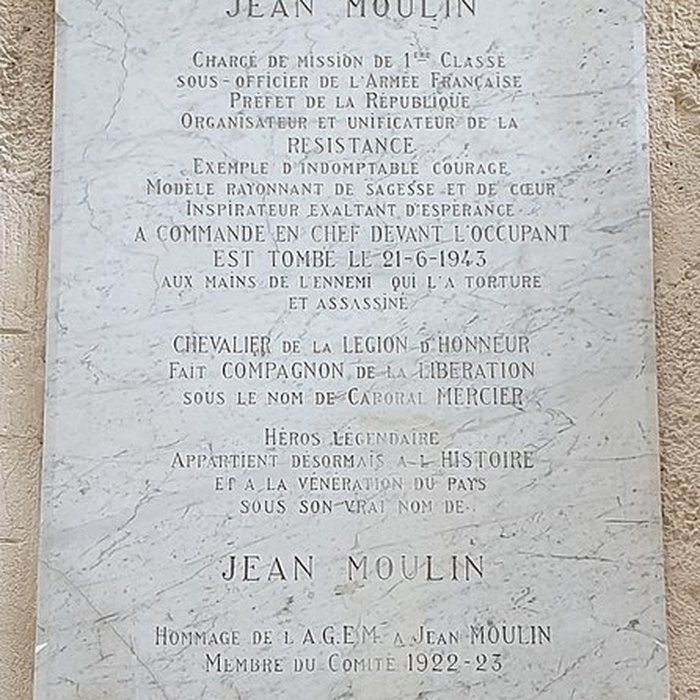 JEAN MOULIN
CHARGÉ DE MISSION DE 1ÈRE CLASSE
SOUS-OFFICIER DE L'ARMÉE FRANÇAISE
PRÉFET DE LA RÉPUBLIQUE
ORGANISATEUR ET UNIFICATEUR DE LA
RESISTANCE
EXEMPLE D'INDOMPTABLE COURAGE
MODÈLE RAYONNANT DE SAGESSE ET DE CŒUR
INSPIRATEUR EXALTANT D'ESPÉRANCE
A COMMANDÉ EN CHEF DEVANT L'OCCUPANT
EST TOMBÉ LE 21-6-1943
AUX MAINS DE L'ENNEMI QUI L'A TORTURÉ
ET ASSASSINÉ
CHEVALIER DE LA LEGION D'HONNEUR
FAIT COMPAGNON DE LA LIBERATION
SOUS LE NOM DE CAPORAL MERCIER
HÉROS LÉGENDAIRE
APPARTIENT DÉSORMAIS A L HISTOIRE
ET A LA VÉNÉRATION DU PAYS
SOUS SON VRAI NOM DE
JEAN MOULIN
HOMMAGE DE L A.G.E.M. A JEAN MOULIN
MEMBRE DU COMITÉ 1922-23